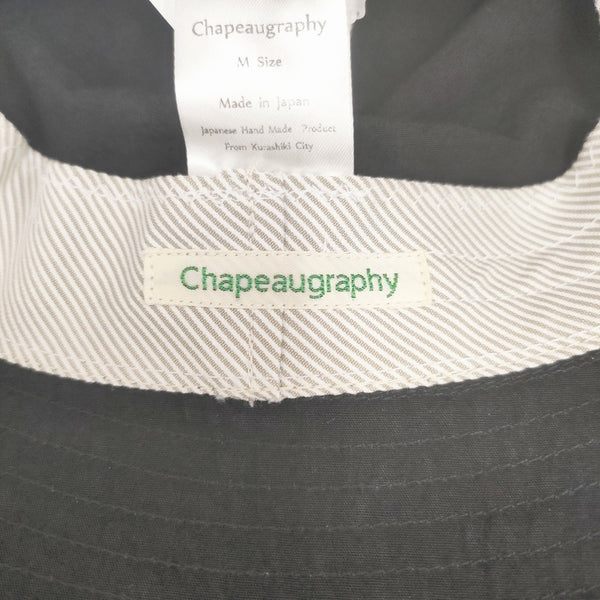 Chapeaugraphy
M Size
Made in Japan
Japanese Hand Made Product
From Kurashiki City
Chapeaugraphy